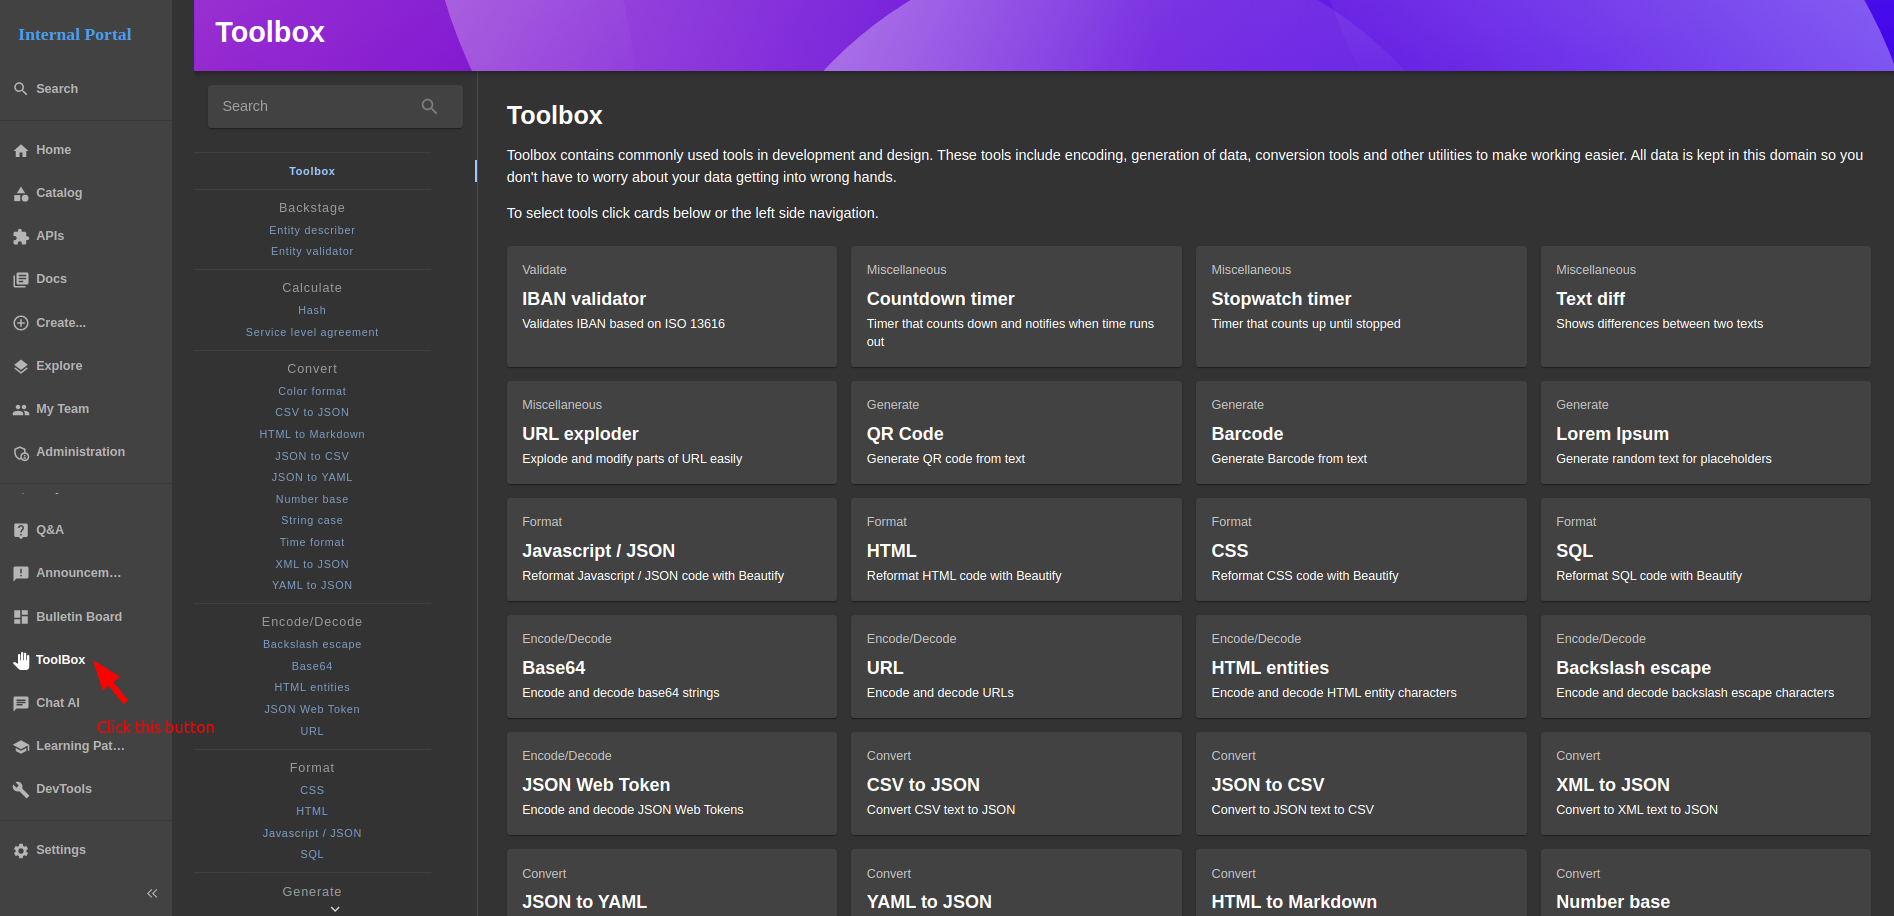 Internal Portal
Search
Home
Catalog
APIs
Docs
Create...
Explore
My Team
Administration
Q&A
Announcem...
Bulletin Board
ToolBox
Click this button
Chat AI
Learning Pat...
DevTools
Settings
Toolbox
Search
Toolbox
Backstage
Entity describer
Entity validator
Calculate
Hash
Service level agreement
Convert
Color format
CSV to JSON
HTML to Markdown
JSON to CSV
JSON to YAML
Number base
String case
Time format
XML to JSON
YAML to JSON
Encode/Decode
Backslash escape
Base64
HTML entities
JSON Web Token
URL
Format
CSS
HTML
Javascript / JSON
SQL
Generate
Toolbox
Toolbox contains commonly used tools in development and design. These tools include encoding, generation of data, conversion tools and other utilities to make working easier. All data is kept in this domain so you
don't have to worry about your data getting into wrong hands.
To select tools click cards below or the left side navigation.
Validate
IBAN validator
Validates IBAN based on ISO 13616
Miscellaneous
Countdown timer
Timer that counts down and notifies when time runs
out
Miscellaneous
Stopwatch timer
Timer that counts up until stopped
Miscellaneous
Text diff
Shows differences between two texts
Miscellaneous
URL exploder
Explode and modify parts of URL easily
Generate
QR Code
Generate QR code from text
Generate
Barcode
Generate Barcode from text
Generate
Lorem Ipsum
Generate random text for placeholders
Format
Javascript / JSON
Reformat Javascript / JSON code with Beautify
Format
HTML
Reformat HTML code with Beautify
Format
CSS
Reformat CSS code with Beautify
Format
SQL
Reformat SQL code with Beautify
Encode/Decode
Base64
Encode and decode base64 strings
Encode/Decode
URL
Encode and decode URLs
Encode/Decode
HTML entities
Encode and decode HTML entity characters
Encode/Decode
Backslash escape
Encode and decode backslash escape characters
Encode/Decode
JSON Web Token
Encode and decode JSON Web Tokens
Convert
CSV to JSON
Convert CSV text to JSON
Convert
JSON to CSV
Convert to JSON text to CSV
Convert
XML to JSON
Convert to XML text to JSON
Convert
JSON to YAML
Convert
YAML to JSON
Convert
HTML to Markdown
Convert
Number base